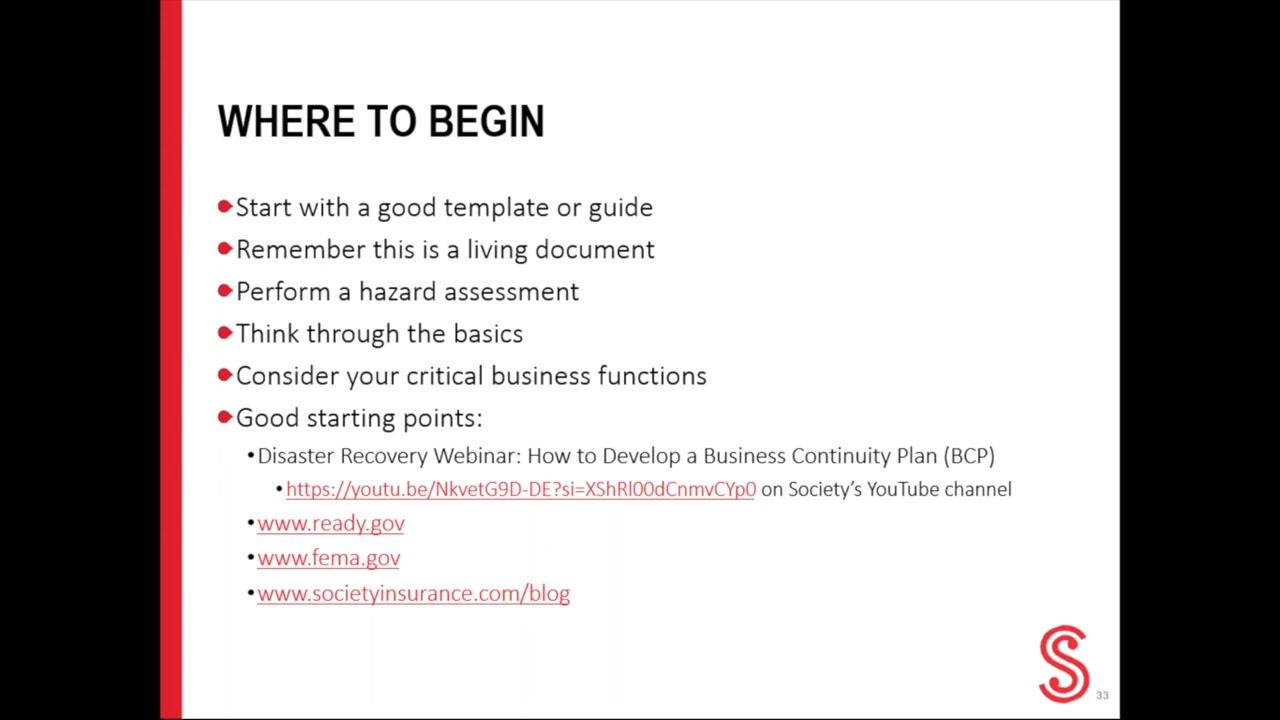 WHERE TO BEGIN
Start with a good template or guide
Remember this is a living document
Perform a hazard assessment
Think through the basics
Consider your critical business functions
Good starting points:
Disaster Recovery Webinar: How to Develop a Business Continuity Plan (BCP)
https://youtu.be/NkvetG9D-DE?si=XShRl00dCnmvCYp0 on Society’s YouTube channel
www.ready.gov
www.fema.gov
www.societyinsurance.com/blog
S
33